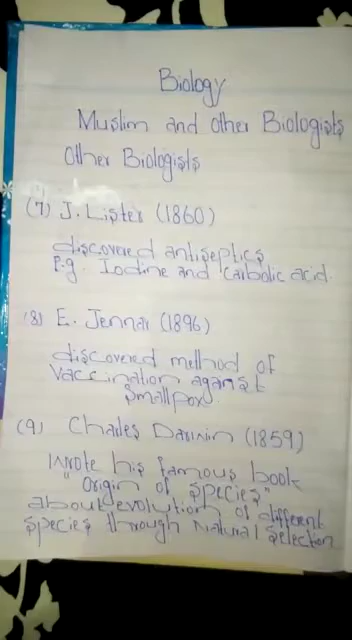 Biology
Muslim and other Biologists
Other Biologists
(7) J. Lister (1860)
discovered antiseptics
E.g. Iodine and Carbolic acid.
(8) E. Jennar (1896)
discovered method of
Vaccination against
Smallpox
(9) Charles Darwin (1859)
Wrote his famous book
"Origin of Species"
about evolution of different
species through Natural Selection